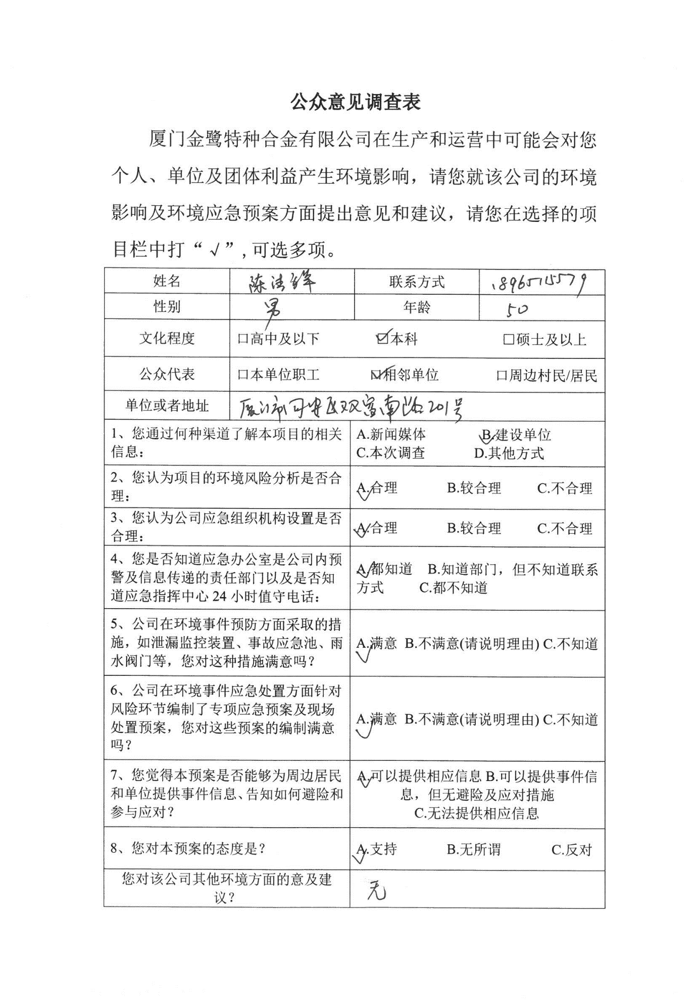 公众意见调查表
厦门金鹭特种合金有限公司在生产和运营中可能会对您
个人、单位及团体利益产生环境影响，请您就该公司的环境
影响及环境应急预案方面提出意见和建议，请您在选择的项
目栏中打“√”,可选多项。
姓名 陈 联系方式
性别 男 年龄 50
文化程度 □高中及以下 ☑本科 □硕士及以上
公众代表 □本单位职工 ☑相邻单位 □周边村民/居民
单位或者地址 厦门市同安区双富南路201号
1、您通过何种渠道了解本项目的相关 A.新闻媒体 √B.建设单位
信息: C.本次调查 D.其他方式
2、您认为项目的环境风险分析是否合
理: √A.合理 B.较合理 C.不合理
3、您认为公司应急组织机构设置是否
合理: √A.合理 B.较合理 C.不合理
4、您是否知道应急办公室是公司内预
警及信息传递的责任部门以及是否知
道应急指挥中心 24 小时值守电话:
√A.都知道 B.知道部门，但不知道联系
方式 C.都不知道
5、公司在环境事件预防方面采取的措
施，如泄漏监控装置、事故应急池、雨
水阀门等，您对这种措施满意吗?
√A.满意 B.不满意(请说明理由) C.不知道
6、公司在环境事件应急处置方面针对
风险环节编制了专项应急预案及现场
处置预案，您对这些预案的编制满意
吗?
√A.满意 B.不满意(请说明理由) C.不知道
7、您觉得本预案是否能够为周边居民
和单位提供事件信息、告知如何避险和
参与应对?
√A.可以提供相应信息 B.可以提供事件信
息，但无避险及应对措施
C.无法提供相应信息
8、您对本预案的态度是? √A.支持 B.无所谓 C.反对
您对该公司其他环境方面的意及建
议?
无